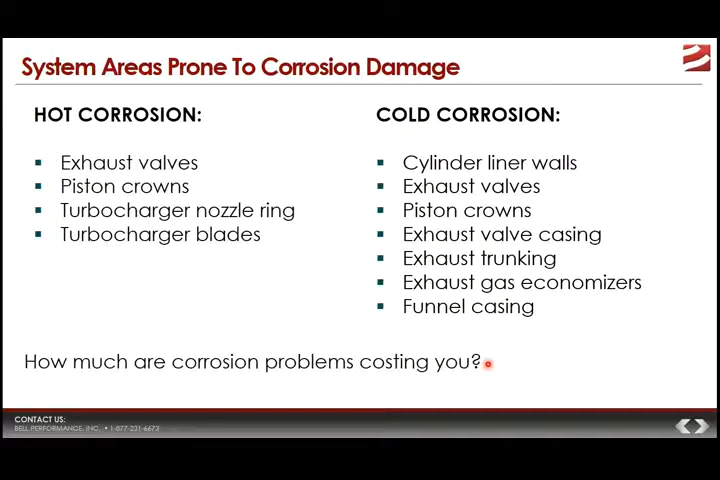 System Areas Prone To Corrosion Damage
HOT CORROSION:
Exhaust valves
Piston crowns
Turbocharger nozzle ring
Turbocharger blades
COLD CORROSION:
Cylinder liner walls
Exhaust valves
Piston crowns
Exhaust valve casing
Exhaust trunking
Exhaust gas economizers
Funnel casing
How much are corrosion problems costing you?
CONTACT US:
BELL PERFORMANCE, INC. • 1-877-231-6673